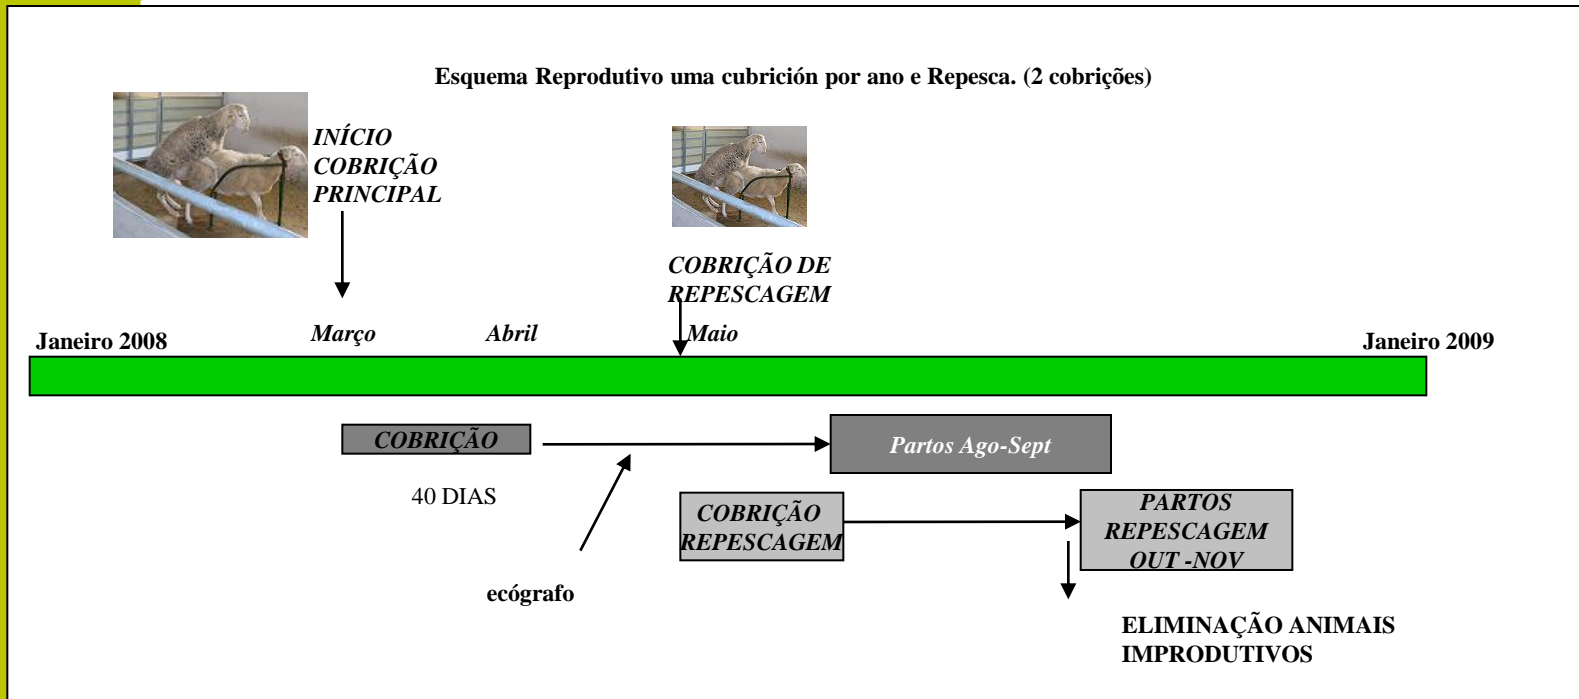 Esquema Reprodutivo uma cubrición por ano e Repesca. (2 cobrições)
INÍCIO
COBRIÇÃO
PRINCIPAL
COBRIÇÃO DE
REPESCAGEM
Janeiro 2008
Março
Abril
Maio
Janeiro 2009
COBRIÇÃO
Partos Ago-Sept
40 DIAS
COBRIÇÃO
REPESCAGEM
PARTOS
REPESCAGEM
OUT -NOV
ecógrafo
ELIMINAÇÃO ANIMAIS
IMPRODUTIVOS